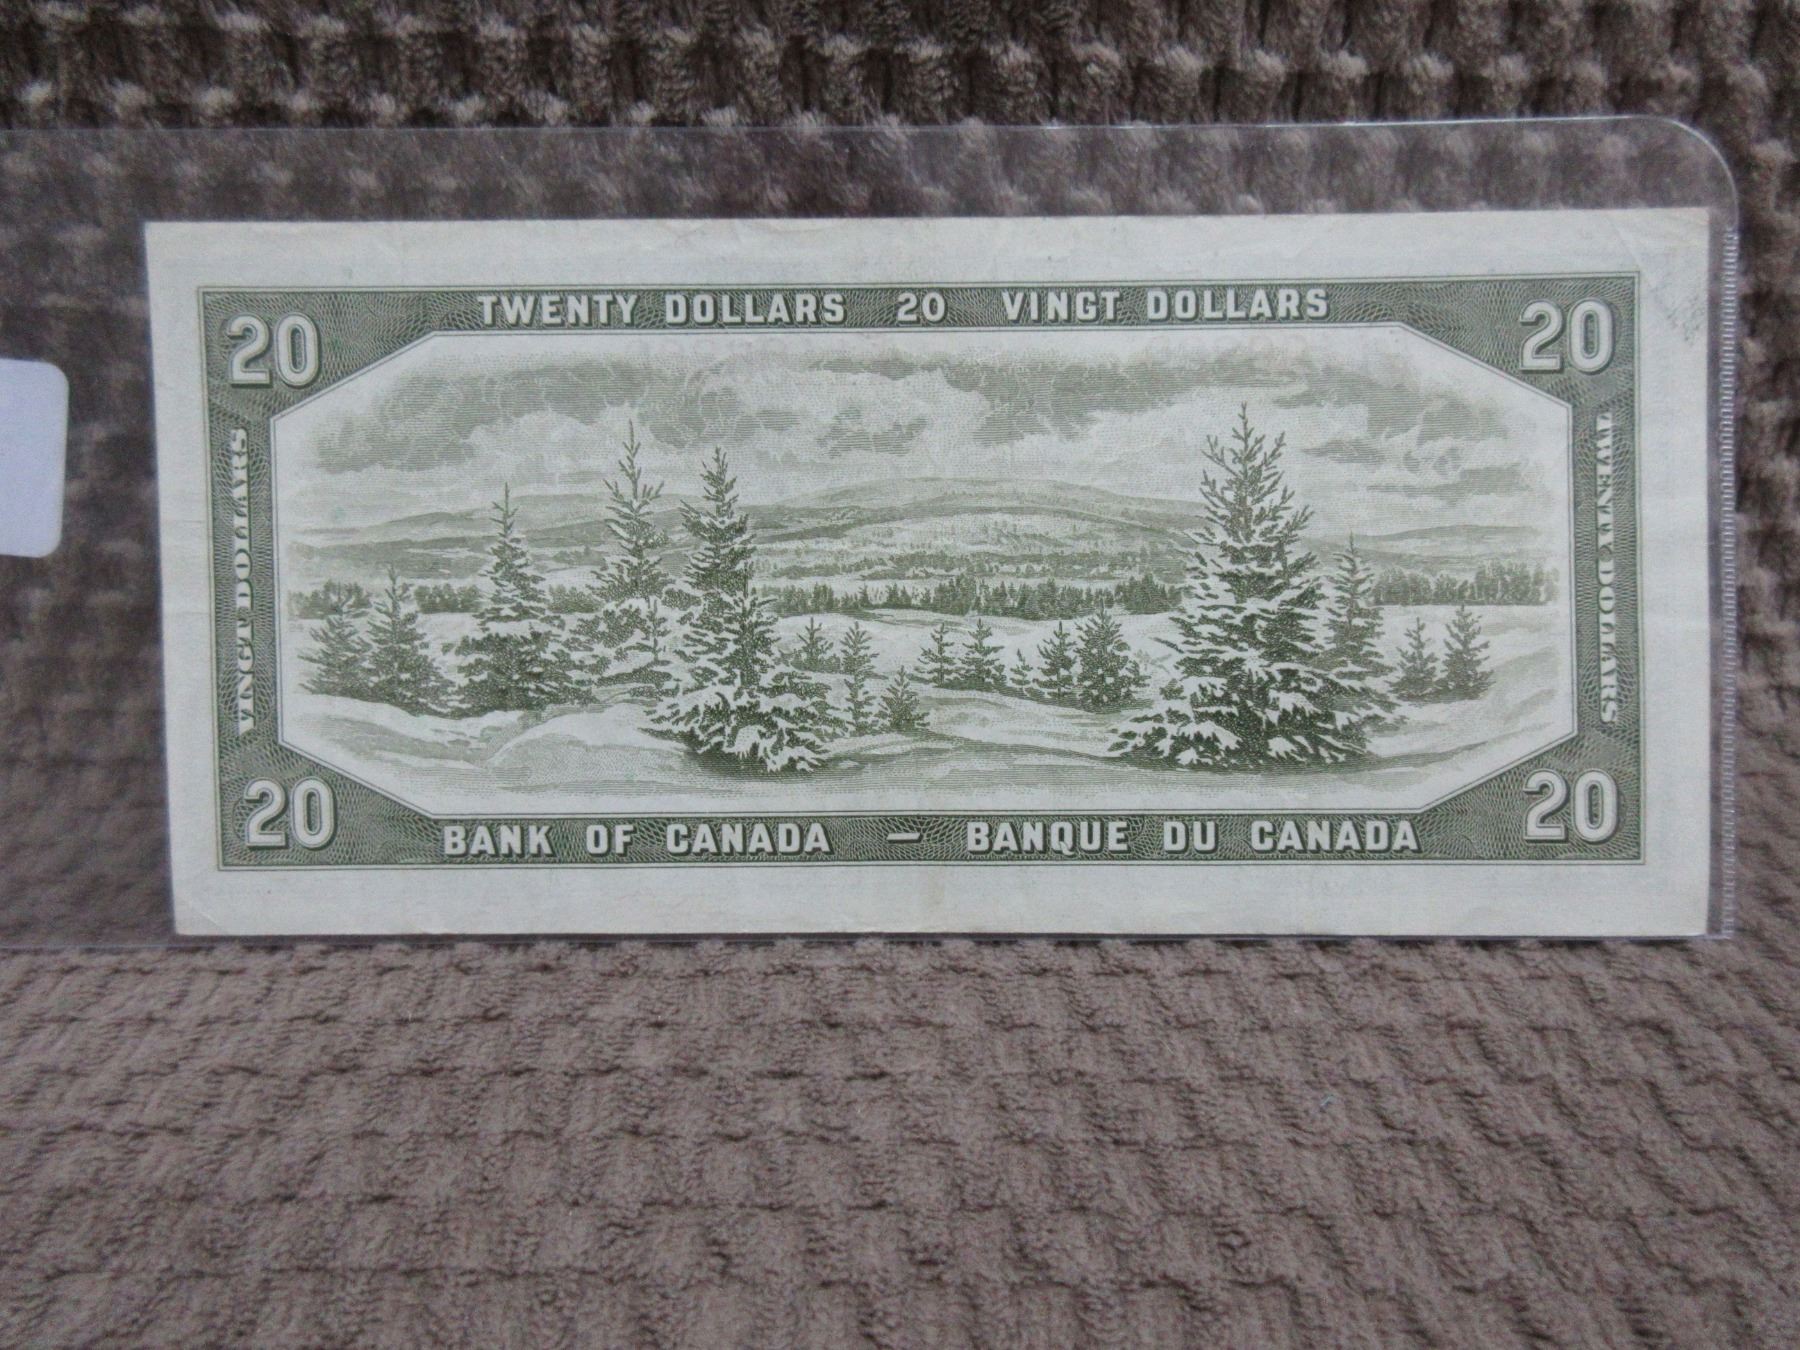 TWENTY DOLLARS 20 VINGT DOLLARS
20
20
VINGT DOLLARS
TWENTY DOLLARS
20
20
BANK OF CANADA – BANQUE DU CANADA